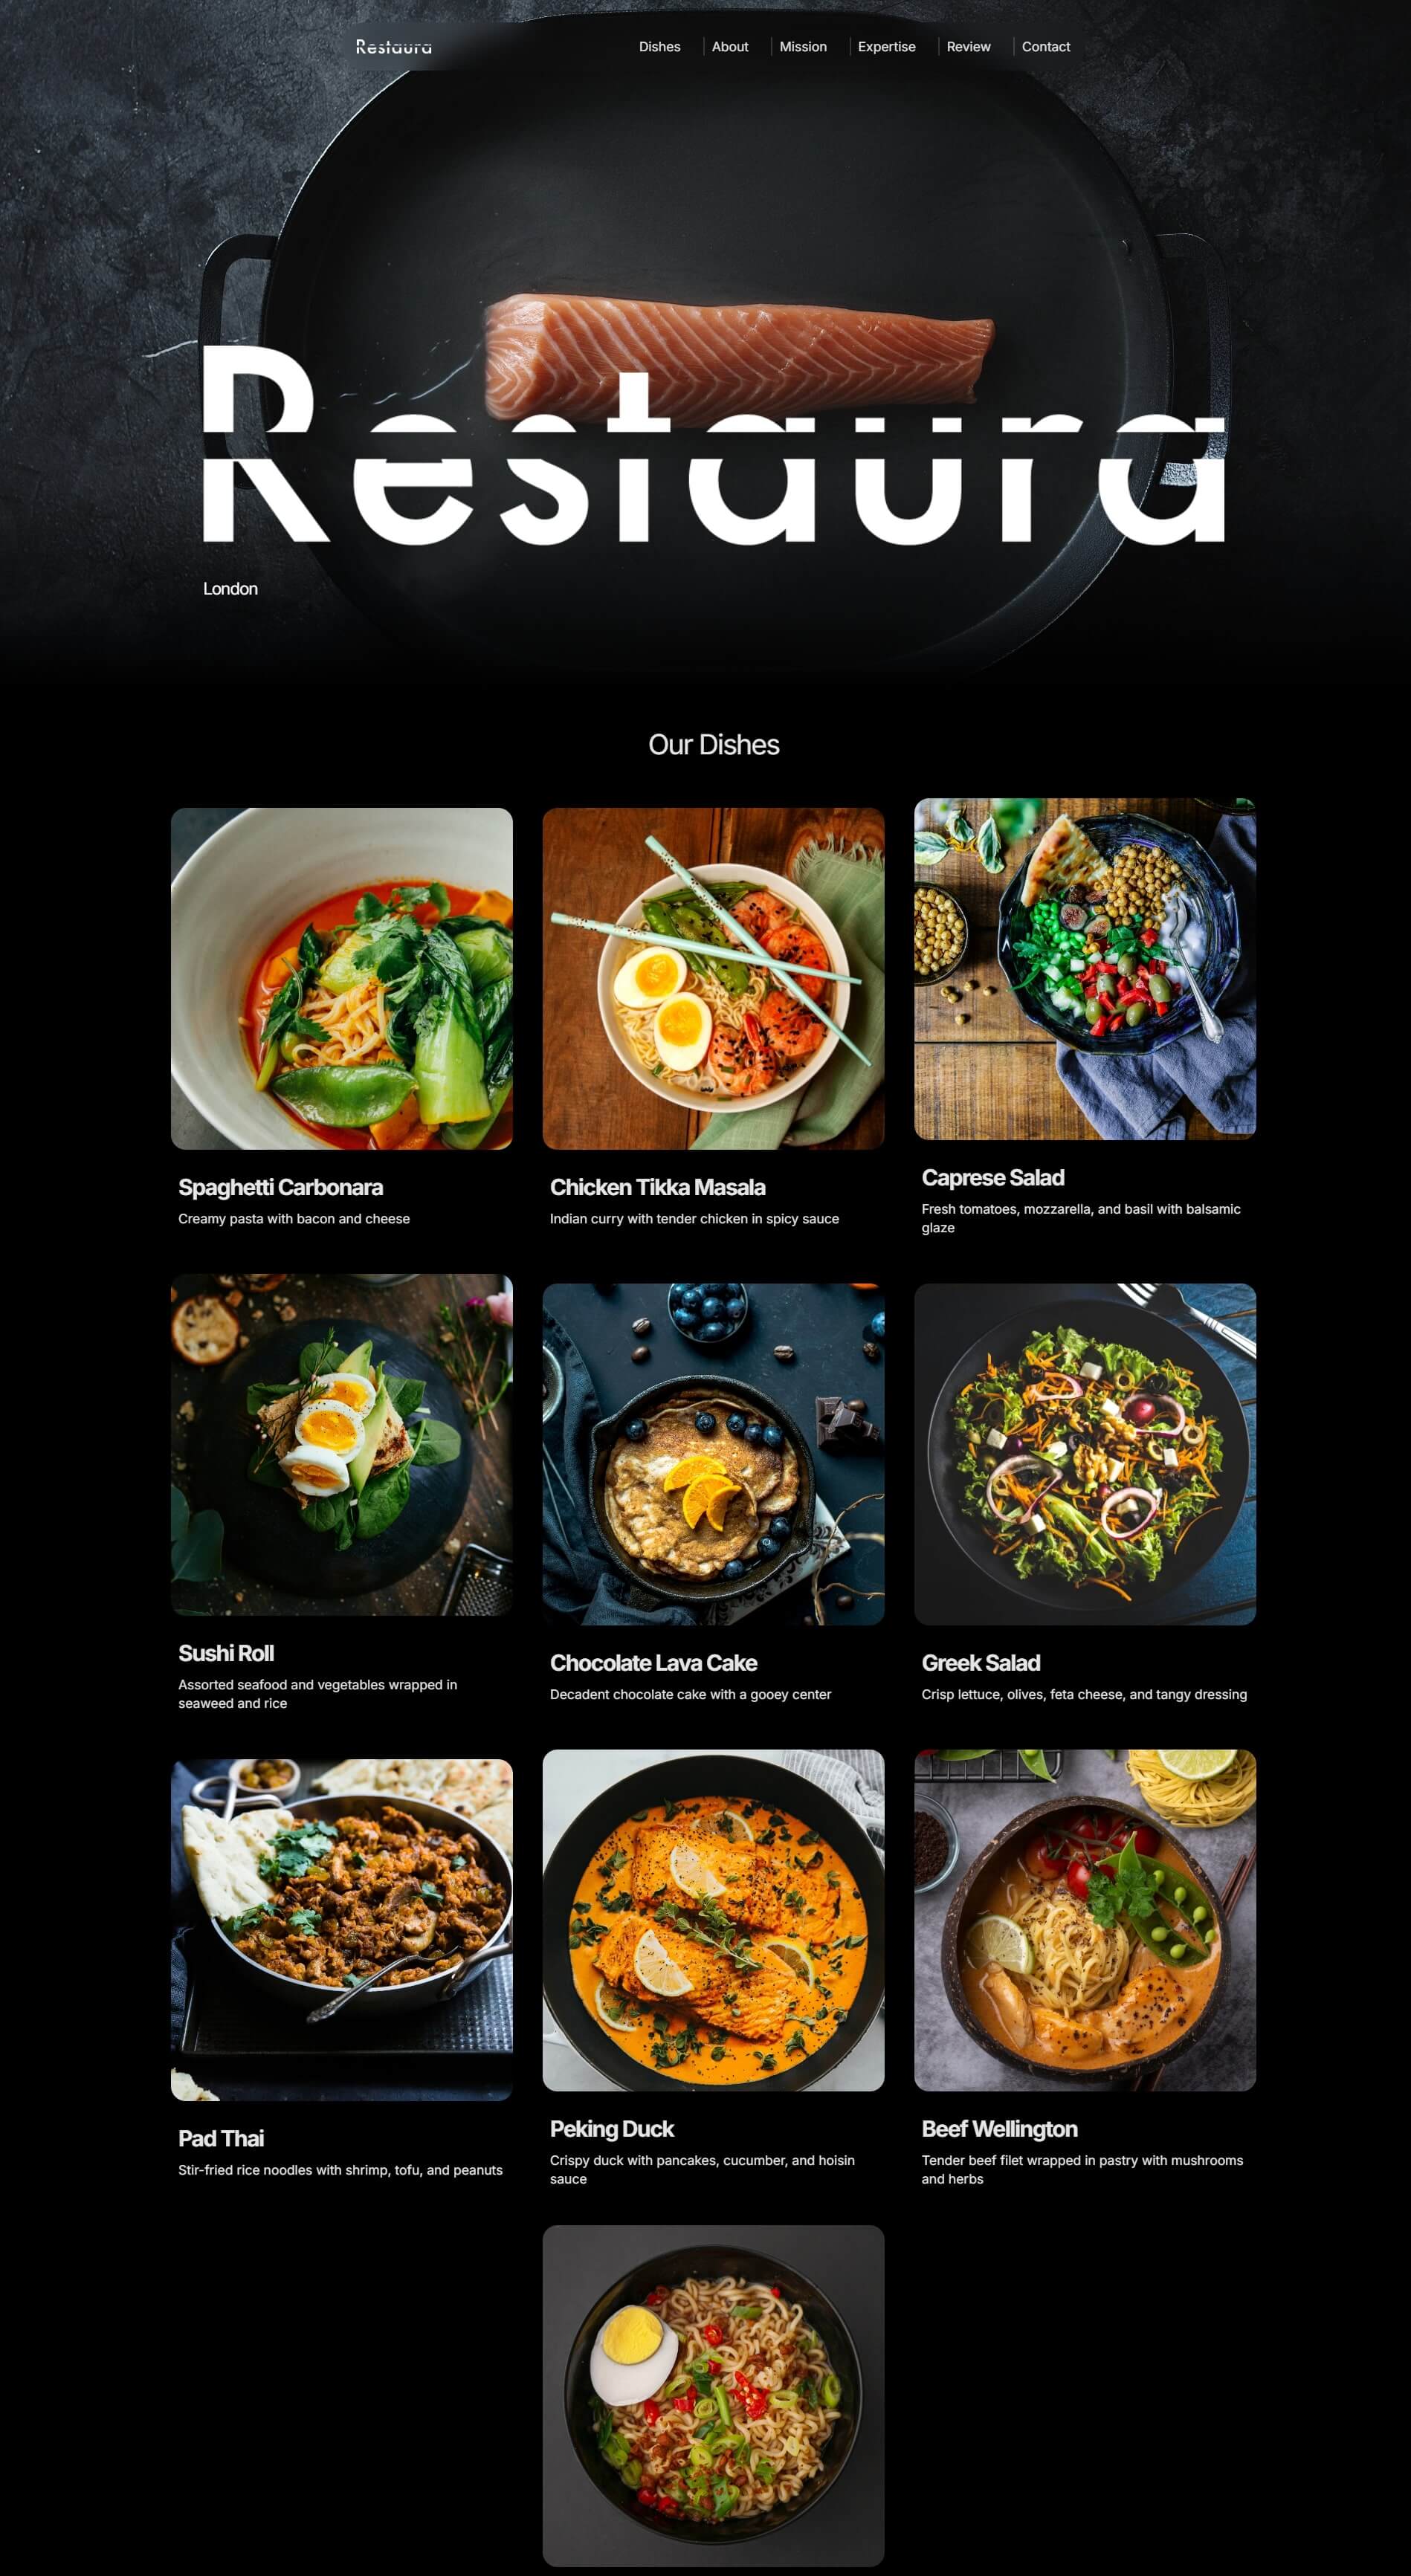 Restaura
Dishes
About
Mission
Expertise
Review
Contact
Restaura
London
Our Dishes
Spaghetti Carbonara
Creamy pasta with bacon and cheese
Chicken Tikka Masala
Indian curry with tender chicken in spicy sauce
Caprese Salad
Fresh tomatoes, mozzarella, and basil with balsamic
glaze
Sushi Roll
Assorted seafood and vegetables wrapped in
seaweed and rice
Chocolate Lava Cake
Decadent chocolate cake with a gooey center
Greek Salad
Crisp lettuce, olives, feta cheese, and tangy dressing
Pad Thai
Stir-fried rice noodles with shrimp, tofu, and peanuts
Peking Duck
Crispy duck with pancakes, cucumber, and hoisin
sauce
Beef Wellington
Tender beef filet wrapped in pastry with mushrooms
and herbs